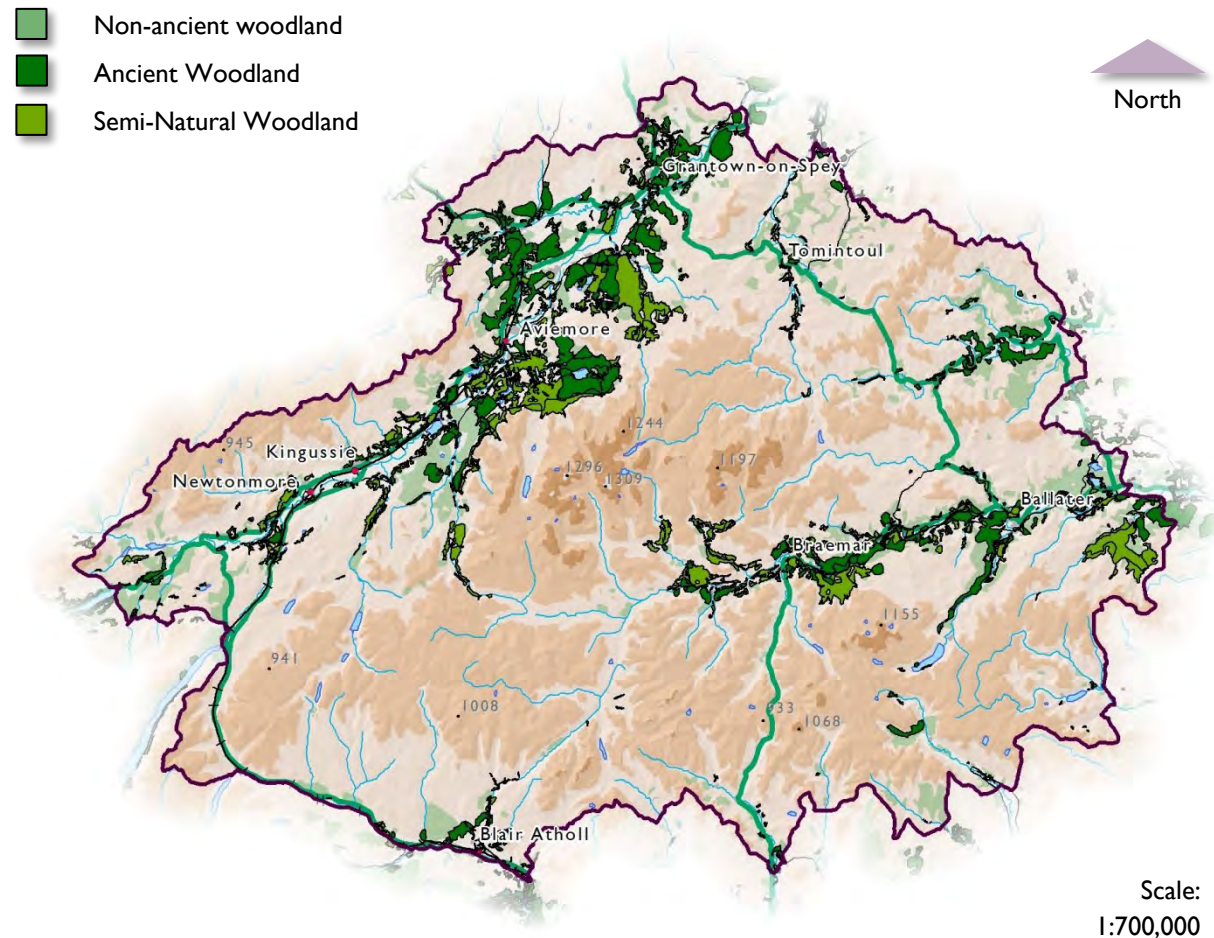 Non-ancient woodland
Ancient Woodland
Semi-Natural Woodland
North
Grantown-on-Spey
Tomintoul
Aviemore
1244
945
Kingussie
1296
1197
1309
Newtonmore
Ballater
Braemar
1155
941
1008
933
1068
Blair Atholl
Scale:
1:700,000